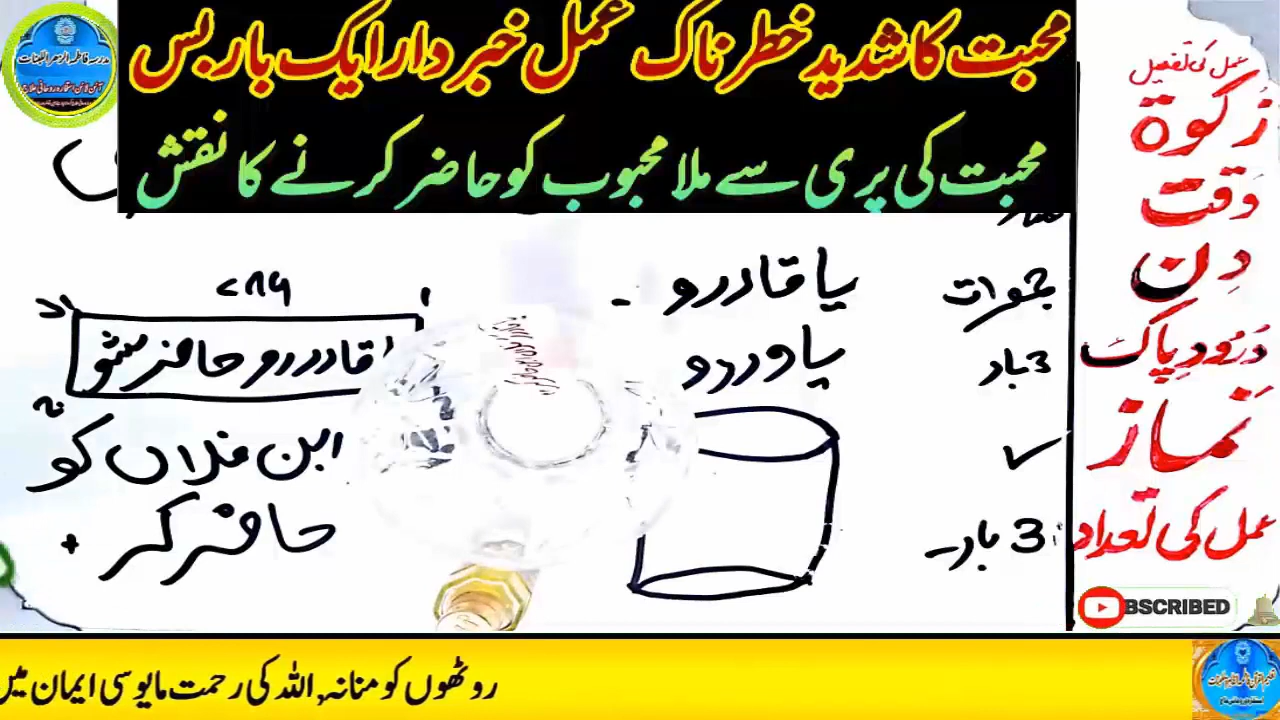 محبت کا شدید خطرناک عمل خبردار ایک بار بس
محبت کی پری سے ملا محبوب کو حاضر کرنے کا نقش
عمل کی تفصیل
زکوة
وقت
دن
درود پاک
نماز
عمل کی تعداد
جمعرات
3 بار
✓
3 بار۔
یا قادرو
یا وردو
۷۸۶
قادررو حاضر شو
ابن فلاں کو
حاضر کر
BSCRIBED
روٹھوں کو منانہ, اللہ کی رحمت مایوسی ایمان میں